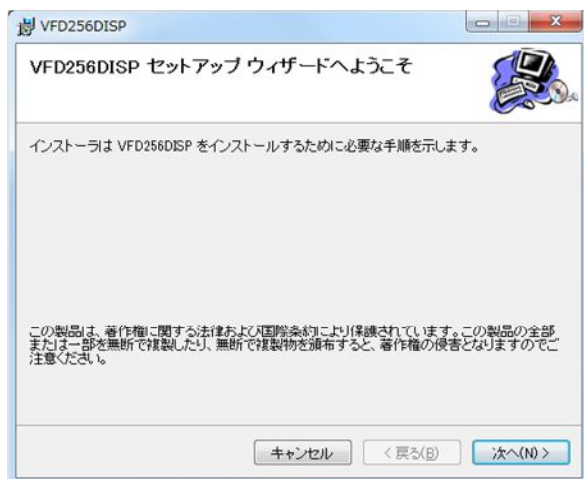 VFD256DISP
VFD256DISP セットアップ ウィザードへようこそ
インストーラは VFD256DISP をインストールするために必要な手順を示します。
この製品は、著作権に関する法律および国際条約により保護されています。この製品の全部
または一部を無断で複製したり、無断で複製物を頒布すると、著作権の侵害となりますのでご
注意ください。
キャンセル
< 戻る(B)
次へ(N) >